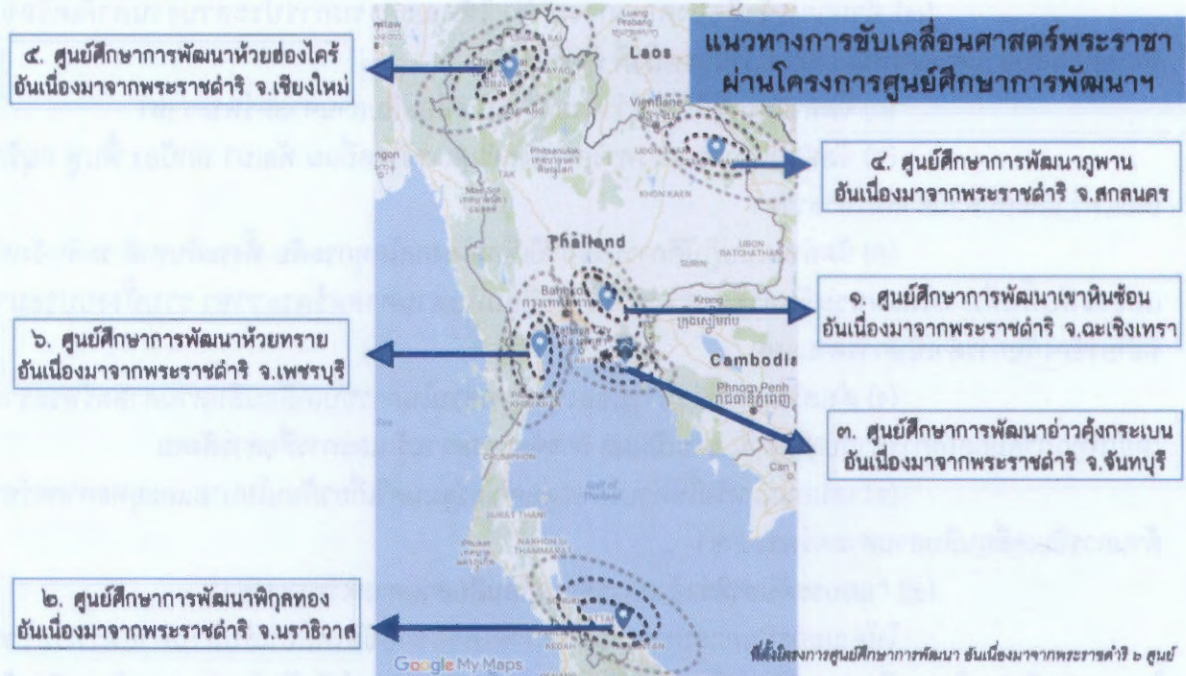 แนวทางการขับเคลื่อนศาสตร์พระราชา
ผ่านโครงการศูนย์ศึกษาการพัฒนาฯ
๕. ศูนย์ศึกษาการพัฒนาห้วยฮ่องไคร้
อันเนื่องมาจากพระราชดำริ จ.เชียงใหม่
๔. ศูนย์ศึกษาการพัฒนาภูพาน
อันเนื่องมาจากพระราชดำริ จ.สกลนคร
๑. ศูนย์ศึกษาการพัฒนาเขาหินซ้อน
อันเนื่องมาจากพระราชดำริ จ.ฉะเชิงเทรา
๖. ศูนย์ศึกษาการพัฒนาห้วยทราย
อันเนื่องมาจากพระราชดำริ จ.เพชรบุรี
๓. ศูนย์ศึกษาการพัฒนาอ่าวคุ้งกระเบน
อันเนื่องมาจากพระราชดำริ จ.จันทบุรี
๒. ศูนย์ศึกษาการพัฒนาพิกุลทอง
อันเนื่องมาจากพระราชดำริ จ.นราธิวาส
Laos
Vientiane
KHON KAEN
Thailand
UBON
RATCHATHANI
Cambodia
Phnom Penh
SURAT THANI
Phuket
NAKHON SI
THAMMARAT
Google My Maps
ที่ตั้งโครงการศูนย์ศึกษาการพัฒนา อันเนื่องมาจากพระราชดำริ ๖ ศูนย์